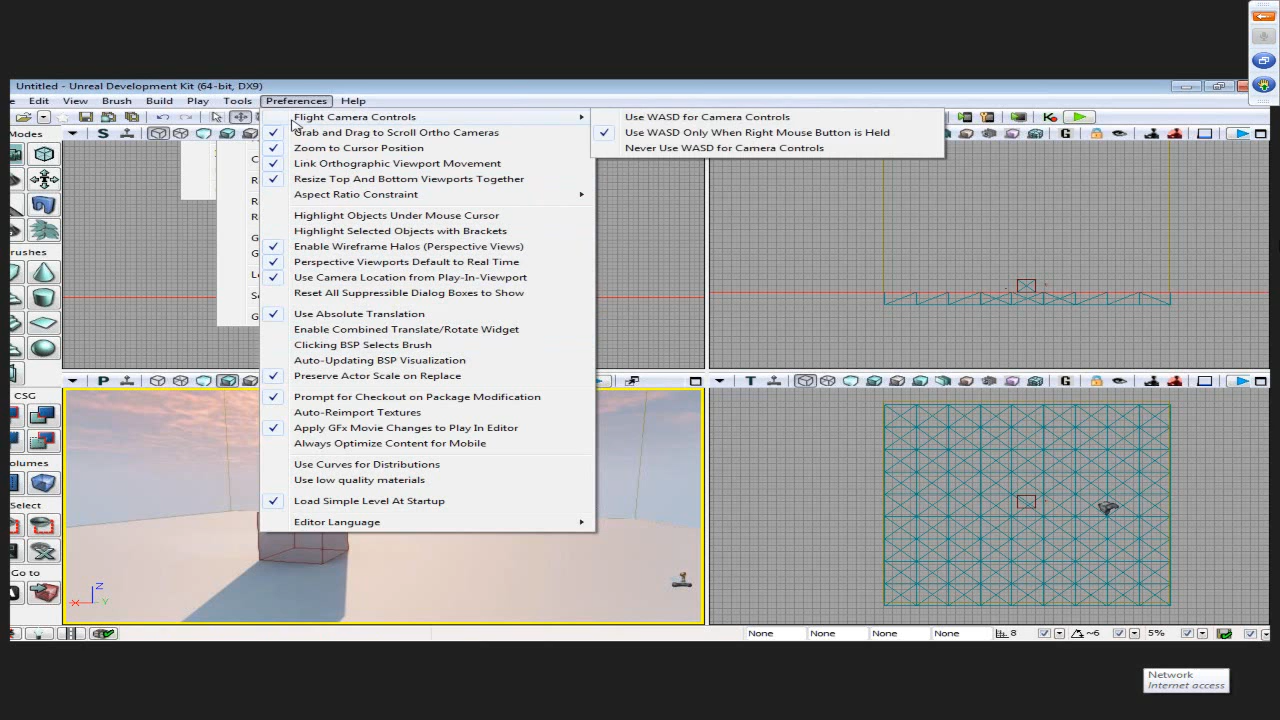 Untitled - Unreal Development Kit (64-bit, DX9)
Edit View Brush Build Play Tools Preferences Help
Flight Camera Controls
Grab and Drag to Scroll Ortho Cameras
Zoom to Cursor Position
Link Orthographic Viewport Movement
Resize Top And Bottom Viewports Together
Aspect Ratio Constraint
Highlight Objects Under Mouse Cursor
Highlight Selected Objects with Brackets
Enable Wireframe Halos (Perspective Views)
Perspective Viewports Default to Real Time
Use Camera Location from Play-In-Viewport
Reset All Suppressible Dialog Boxes to Show
Use Absolute Translation
Enable Combined Translate/Rotate Widget
Clicking BSP Selects Brush
Auto-Updating BSP Visualization
Preserve Actor Scale on Replace
Prompt for Checkout on Package Modification
Auto-Reimport Textures
Apply GFx Movie Changes to Play In Editor
Always Optimize Content for Mobile
Use Curves for Distributions
Use low quality materials
Load Simple Level At Startup
Editor Language
Use WASD for Camera Controls
Use WASD Only When Right Mouse Button is Held
Never Use WASD for Camera Controls
Modes
S
rushes
CSG
olumes
Select
Go to
P
T
G
G
Z
X
Y
None None None None 8 ~6 5%
Network
Internet access